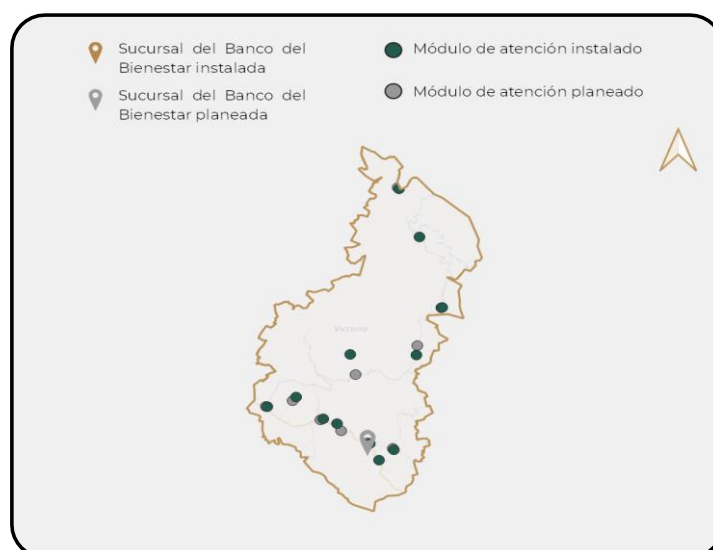 Sucursal del Banco del
Bienestar instalada
Módulo de atención instalado
Sucursal del Banco del
Bienestar planeada
Módulo de atención planeado
Victoria